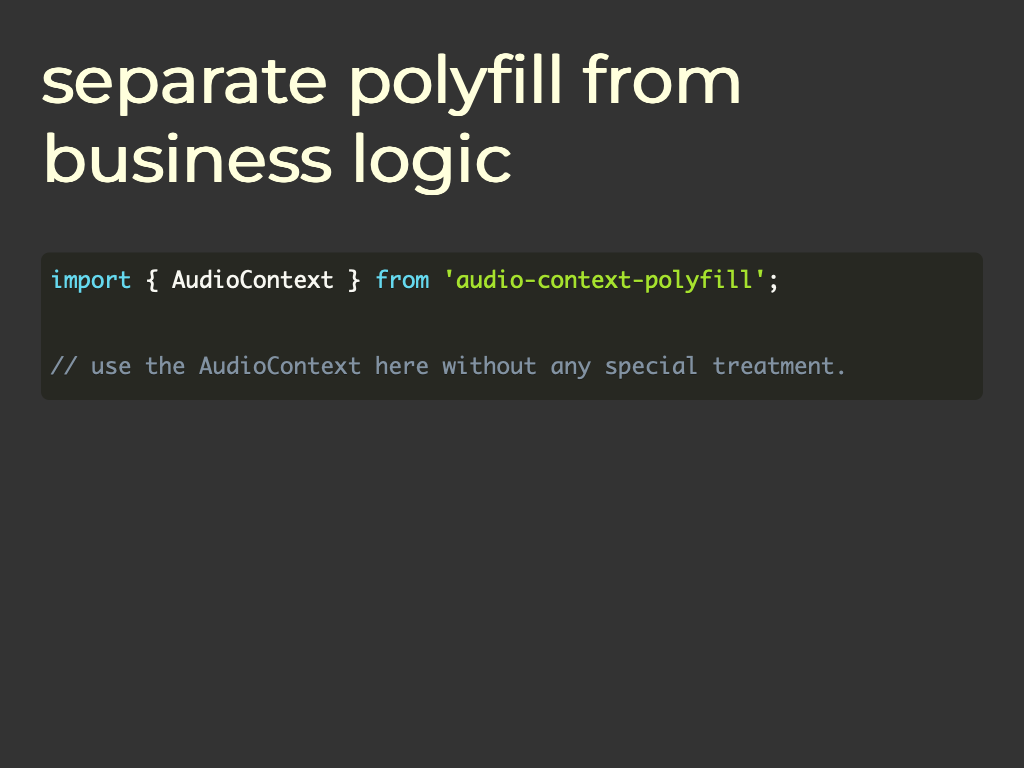 separate polyfill from
business logic
import { AudioContext } from 'audio-context-polyfill';
// use the AudioContext here without any special treatment.